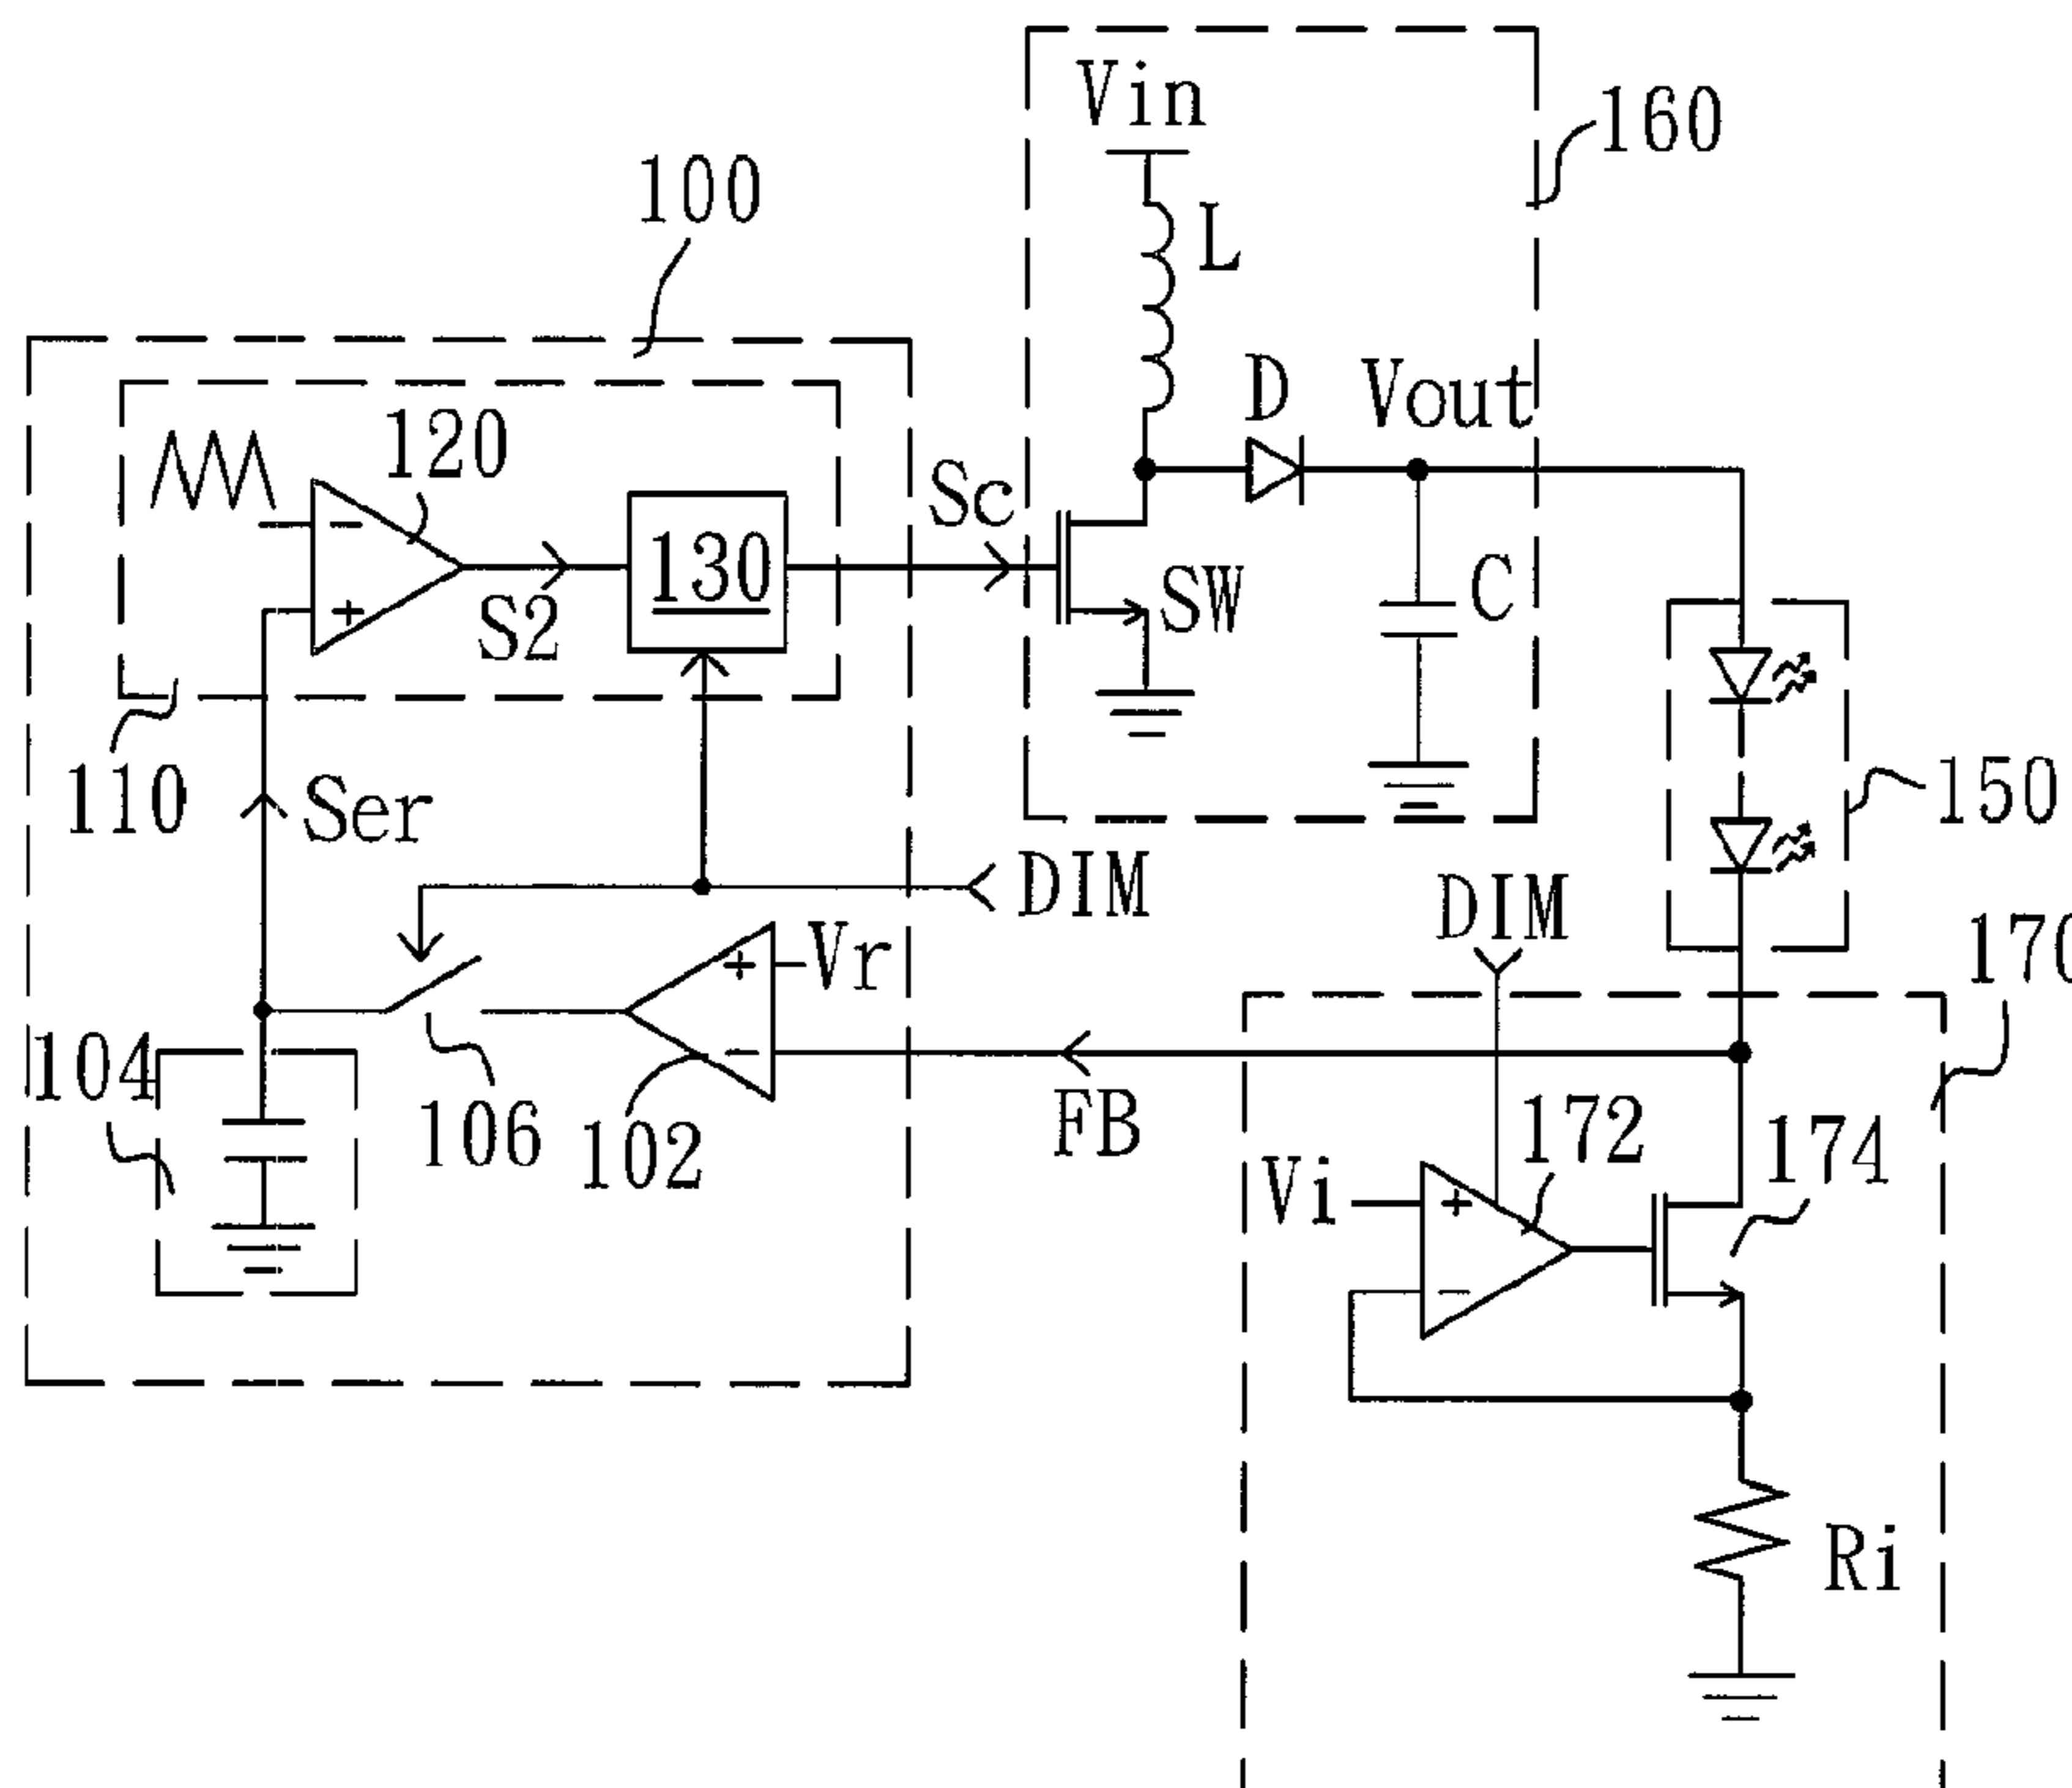 Vin
160
100
L
D
Vout
120
Sc
−
130
S2
+
SW
C
110
Ser
150
DIM
DIM
+
Vr
170
104
−
106
102
FB
172
174
Vi
+
−
Ri